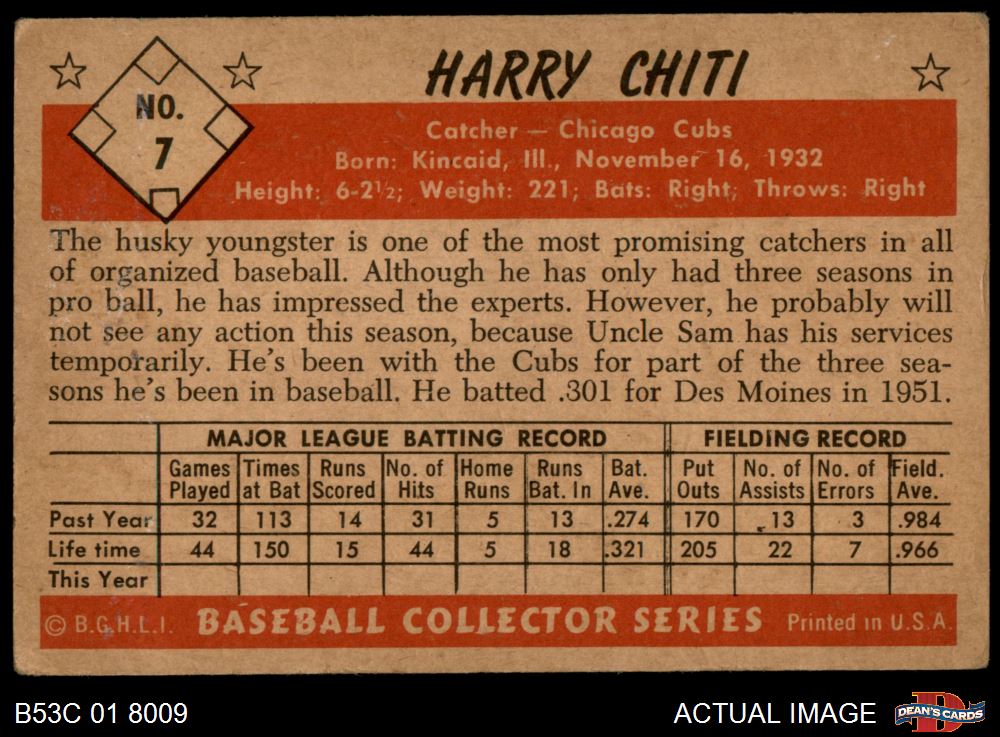 NO.
7
HARRY CHITI
Catcher — Chicago Cubs
Born: Kincaid, Ill., November 16, 1932
Height: 6-2½; Weight: 221; Bats: Right; Throws: Right
The husky youngster is one of the most promising catchers in all
of organized baseball. Although he has only had three seasons in
pro ball, he has impressed the experts. However, he probably will
not see any action this season, because Uncle Sam has his services
temporarily. He's been with the Cubs for part of the three sea-
sons he's been in baseball. He batted .301 for Des Moines in 1951.
MAJOR LEAGUE BATTING RECORD FIELDING RECORD
Games Times Runs No. of Home Runs Bat. Put No. of No. of Field.
Played at Bat Scored Hits Runs Bat. In Ave. Outs Assists Errors Ave.
Past Year 32 113 14 31 5 13 .274 170 13 3 .984
Life time 44 150 15 44 5 18 .321 205 22 7 .966
This Year
© B.G.H.L.I. BASEBALL COLLECTOR SERIES Printed in U.S.A.
B53C 01 8009 ACTUAL IMAGE DEAN'S CARDS